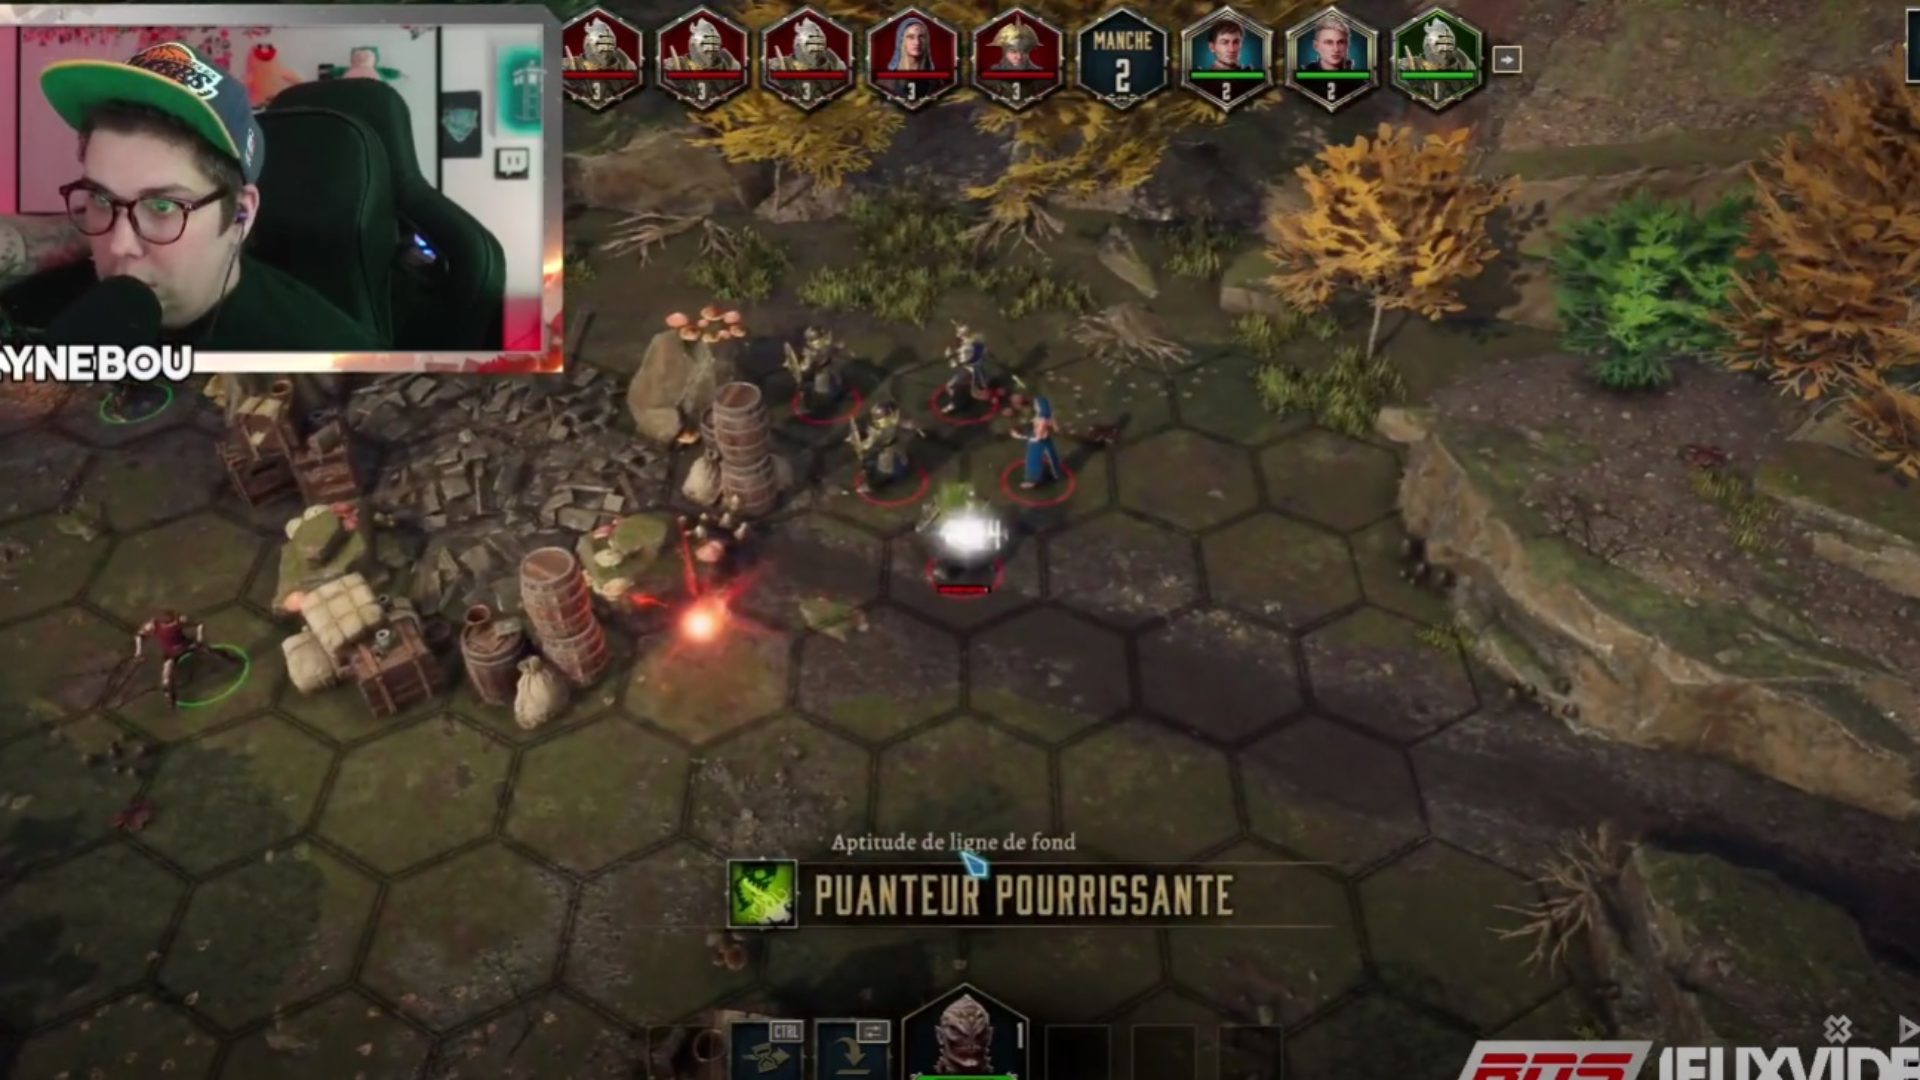 3 3 3 3 3 MANCHE 2 2 2 1
YNEBOU
Aptitude de ligne de fond
PUANTEUR POURRISSANTE
CTRL
1